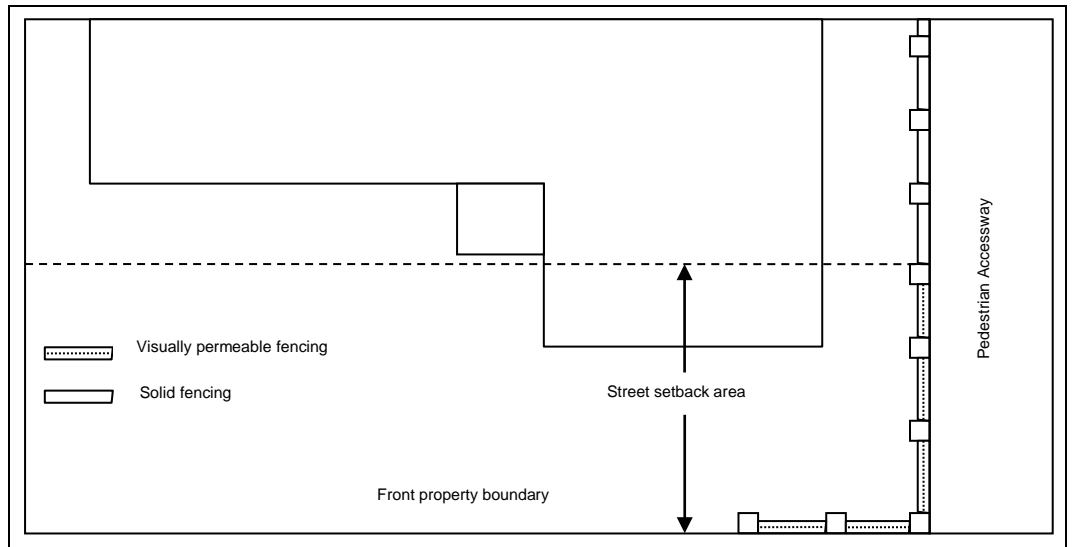 Pedestrian Accessway
Visually permeable fencing
Solid fencing
Street setback area
Front property boundary